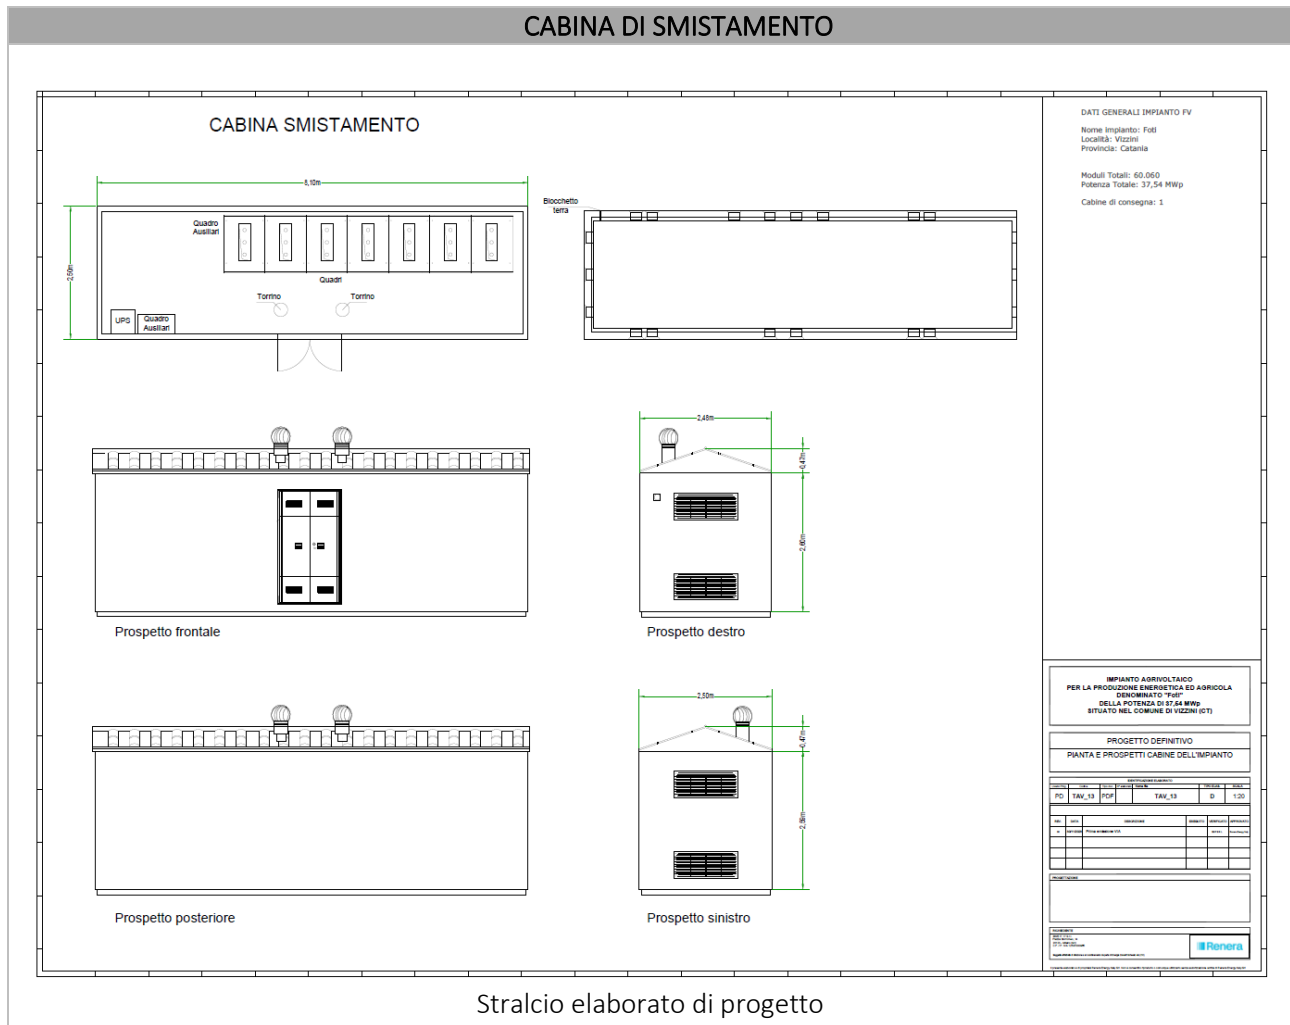 CABINA DI SMISTAMENTO
CABINA SMISTAMENTO
8,10m
2,50m
Quadro
Ausiliari
Quadri
Torrino
Torrino
UPS
Quadro
Ausiliari
Blocchetto
terra
Prospetto frontale
2,48m
0,47m
2,60m
Prospetto destro
Prospetto posteriore
2,50m
0,47m
2,59m
Prospetto sinistro
DATI GENERALI IMPIANTO FV
Nome impianto: Foti
Località: Vizzini
Provincia: Catania
Moduli Totali: 60.060
Potenza Totale: 37,54 MWp
Cabine di consegna: 1
IMPIANTO AGRIVOLTAICO
PER LA PRODUZIONE ENERGETICA ED AGRICOLA
DENOMINATO "Foti"
DELLA POTENZA DI 37,54 MWp
SITUATO NEL COMUNE DI VIZZINI (CT)
PROGETTO DEFINITIVO
PIANTA E PROSPETTI CABINE DELL'IMPIANTO
PD TAV_13 PDF TAV_13 D 1:20
Renera
Stralcio elaborato di progetto